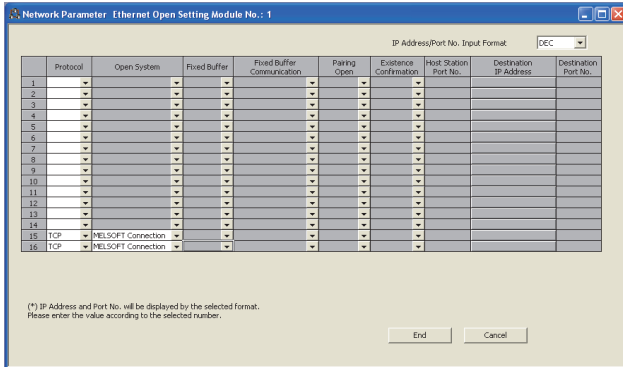 Network Parameter Ethernet Open Setting Module No.: 1
IP Address/Port No. Input Format DEC
Protocol Open System Fixed Buffer Fixed Buffer Communication Pairing Open Existence Confirmation Host Station Port No. Destination IP Address Destination Port No.
1
2
3
4
5
6
7
8
9
10
11
12
13
14
15 TCP MELSOFT Connection
16 TCP MELSOFT Connection
(*) IP Address and Port No. will be displayed by the selected format.
Please enter the value according to the selected number.
End Cancel